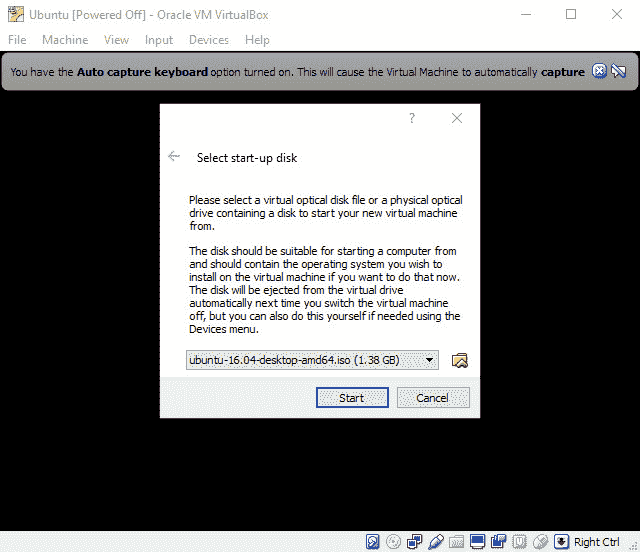 Ubuntu [Powered Off] - Oracle VM VirtualBox
File Machine View Input Devices Help
You have the Auto capture keyboard option turned on. This will cause the Virtual Machine to automatically capture
?
Select start-up disk
Please select a virtual optical disk file or a physical optical
drive containing a disk to start your new virtual machine
from.
The disk should be suitable for starting a computer from
and should contain the operating system you wish to
install on the virtual machine if you want to do that now.
The disk will be ejected from the virtual drive
automatically next time you switch the virtual machine
off, but you can also do this yourself if needed using the
Devices menu.
ubuntu-16.04-desktop-amd64.iso (1.38 GB)
Start Cancel
Right Ctrl